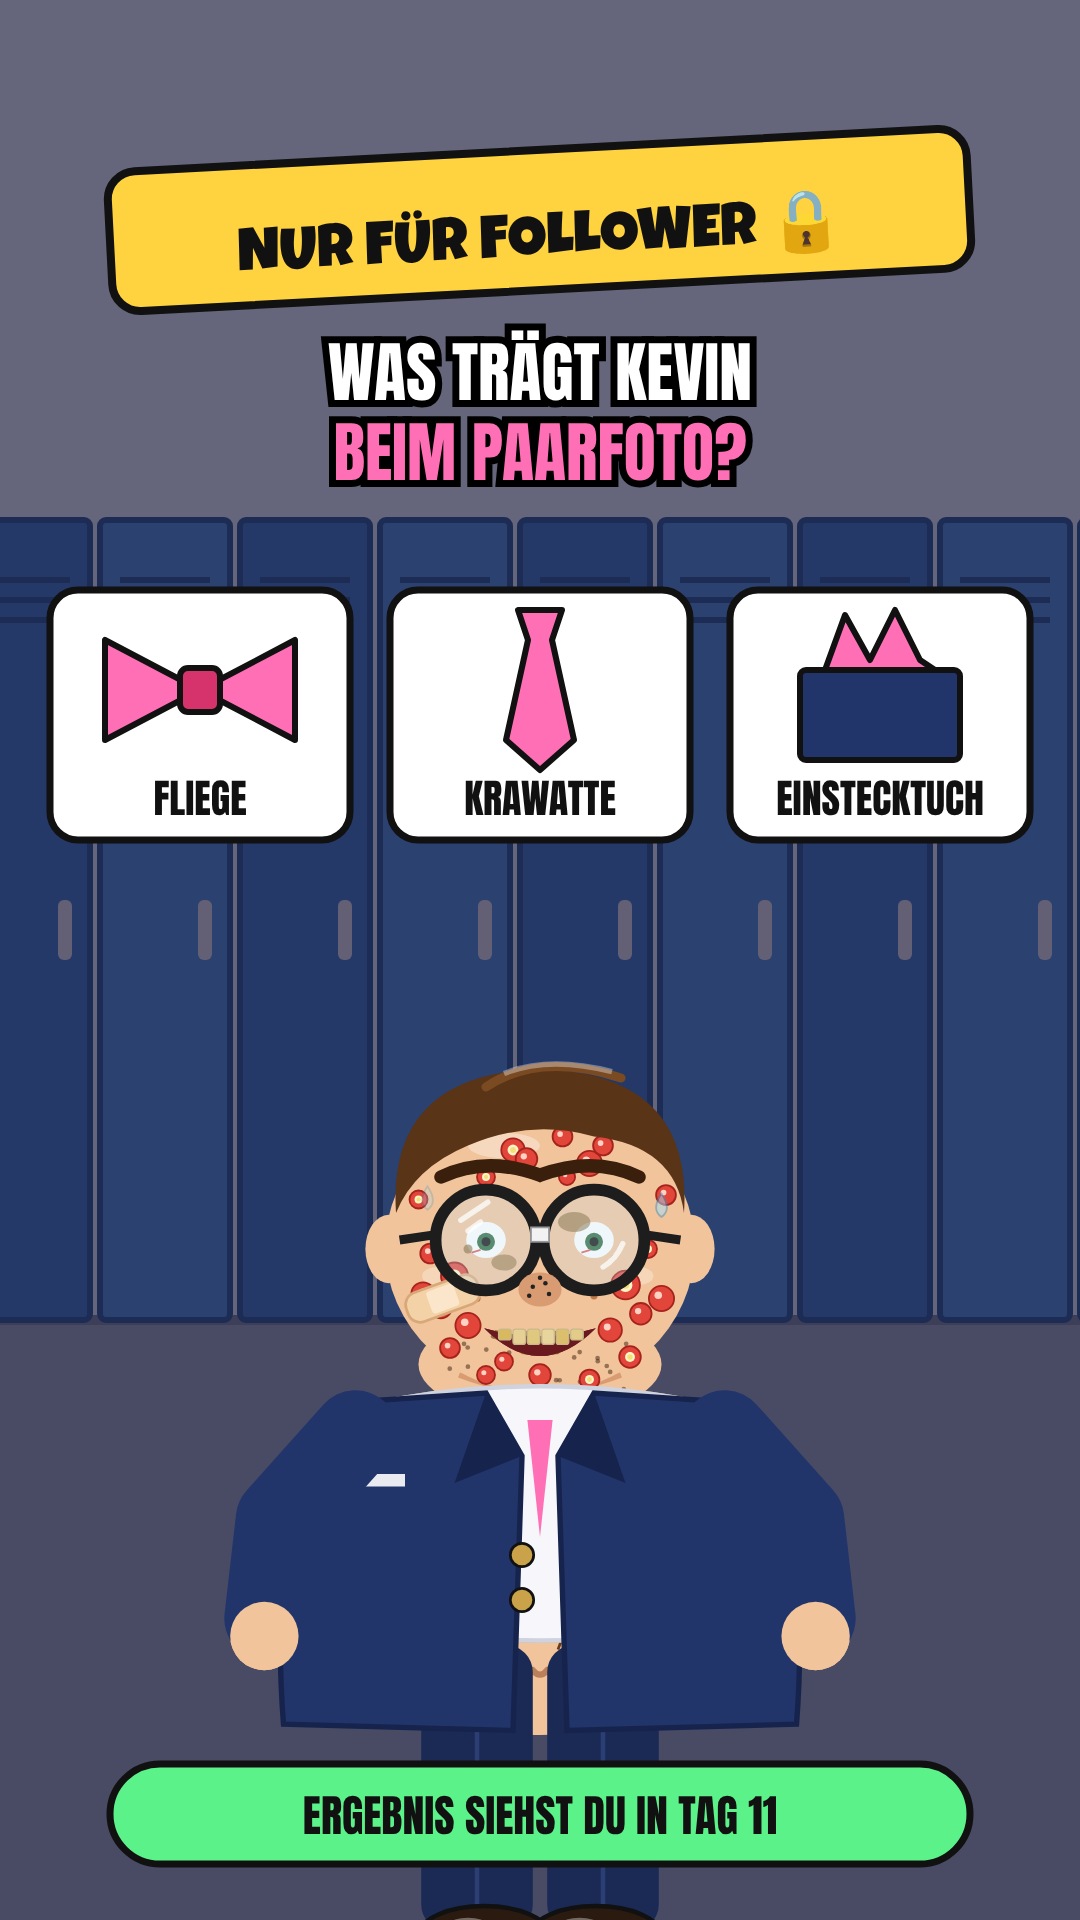 NUR FÜR FOLLOWER 🔒
WAS TRÄGT KEVIN
BEIM PAARFOTO?
FLIEGE
KRAWATTE
EINSTECKTUCH
ERGEBNIS SIEHST DU IN TAG 11